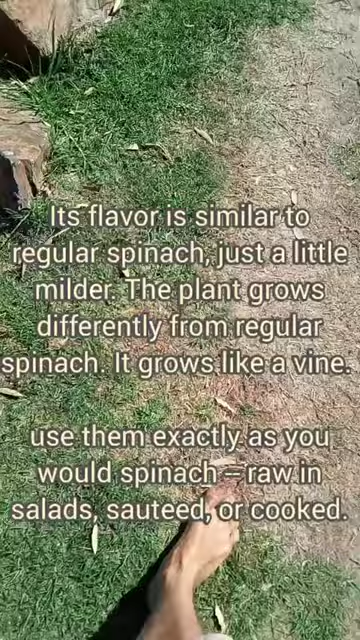 Its flavor is similar to
regular spinach, just a little
milder. The plant grows
differently from regular
spinach. It grows like a vine.
use them exactly as you
would spinach – raw in
salads, sauteed, or cooked.